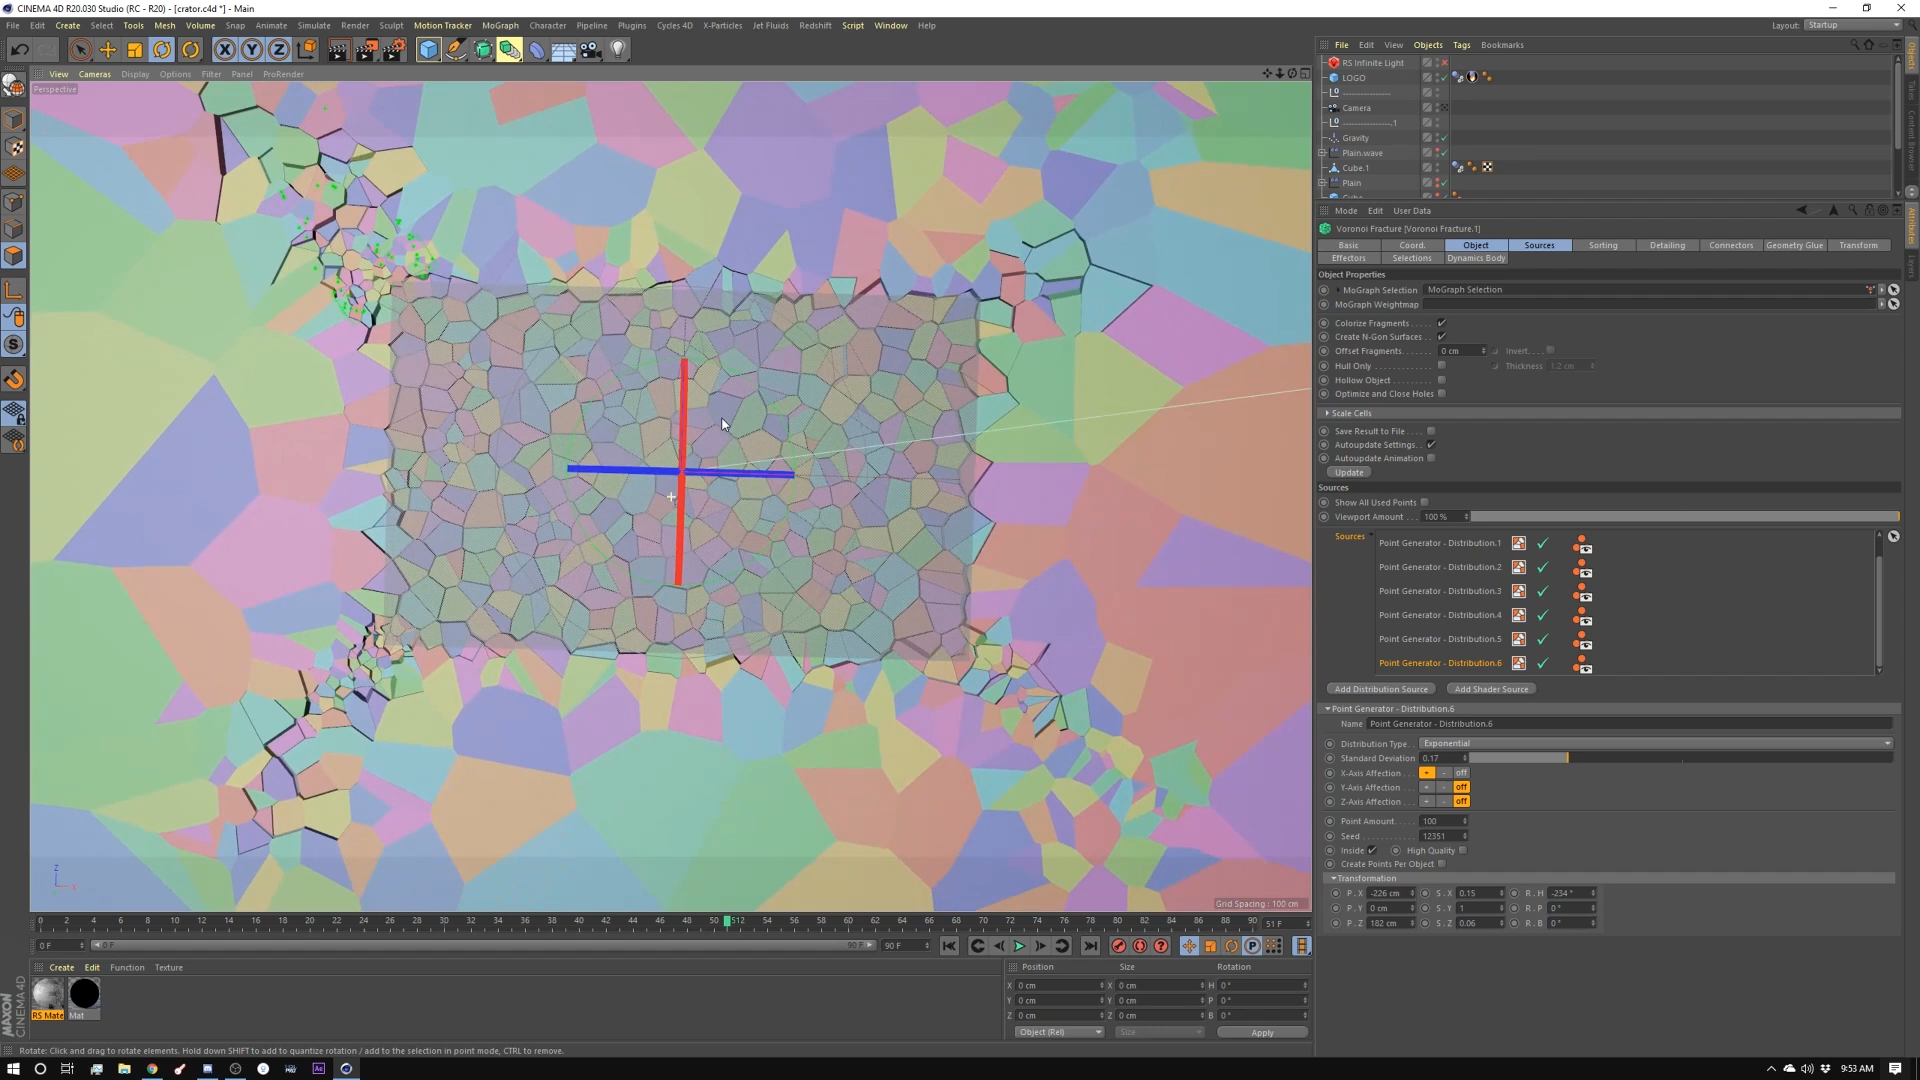 CINEMA 4D R20.030 Studio (RC - R20) - [crator.c4d *] - Main
File Edit Create Select Tools Mesh Volume Snap Animate Simulate Render Sculpt Motion Tracker MoGraph Character Pipeline Plugins Cycles 4D X-Particles Jet Fluids Redshift Script Window Help
Layout: Startup
View Cameras Display Options Filter Panel ProRender
Perspective
File Edit View Objects Tags Bookmarks
RS Infinite Light
LOGO
----------------
Camera
----------------.1
Gravity
Plain.wave
Cube.1
Plain
Mode Edit User Data
Voronoi Fracture [Voronoi Fracture.1]
Basic Coord. Object Sources Sorting Detailing Connectors Geometry Glue Transform
Effectors Selections Dynamics Body
Object Properties
MoGraph Selection MoGraph Selection
MoGraph Weightmap
Colorize Fragments
Create N-Gon Surfaces
Offset Fragments 0 cm Invert
Hull Only Thickness 1.2 cm
Hollow Object
Optimize and Close Holes
Scale Cells
Save Result to File
Autoupdate Settings
Autoupdate Animation
Update
Sources
Show All Used Points
Viewport Amount 100 %
Sources
Point Generator - Distribution.1
Point Generator - Distribution.2
Point Generator - Distribution.3
Point Generator - Distribution.4
Point Generator - Distribution.5
Point Generator - Distribution.6
Add Distribution Source Add Shader Source
Point Generator - Distribution.6
Name Point Generator - Distribution.6
Distribution Type Exponential
Standard Deviation 0.17
X-Axis Affection + - off
Y-Axis Affection + - off
Z-Axis Affection + - off
Point Amount 100
Seed 12351
Inside High Quality
Create Points Per Object
Transformation
P . X -226 cm S . X 0.15 R . H -234 °
P . Y 0 cm S . Y 1 R . P 0 °
P . Z 182 cm S . Z 0.06 R . B 0 °
Z
X
Grid Spacing : 100 cm
0 2 4 6 8 10 12 14 16 18 20 22 24 26 28 30 32 34 36 38 40 42 44 46 48 50 512 54 56 58 60 62 64 66 68 70 72 74 76 78 80 82 84 86 88 90 51 F
0 F 0 F 90 F 90 F
Create Edit Function Texture
RS Mate Mat
Position Size Rotation
X 0 cm X 0 cm H 0 °
Y 0 cm Y 0 cm P 0 °
Z 0 cm Z 0 cm B 0 °
Object (Rel) Size Apply
MAXON CINEMA 4D
Rotate: Click and drag to rotate elements. Hold down SHIFT to add to quantize rotation / add to the selection in point mode, CTRL to remove.
9:53 AM
Objects
Takes
Content Browser
Attributes
Layers